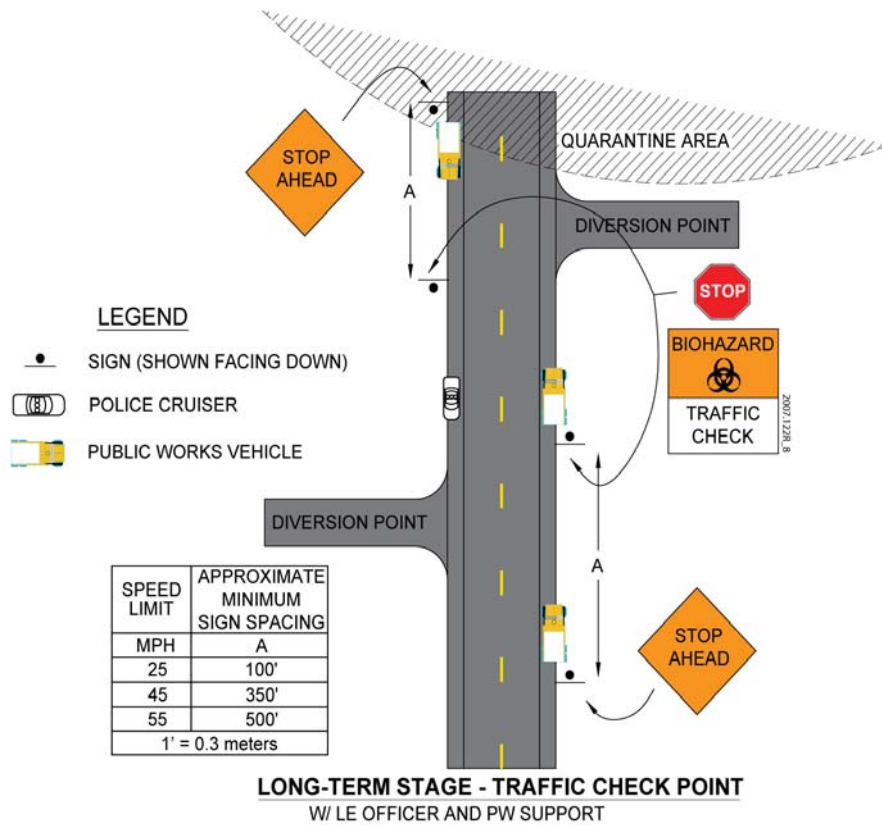 STOP
AHEAD
QUARANTINE AREA
A
DIVERSION POINT
STOP
BIOHAZARD
TRAFFIC
CHECK
2007.122R_8
LEGEND
SIGN (SHOWN FACING DOWN)
POLICE CRUISER
PUBLIC WORKS VEHICLE
DIVERSION POINT
A
SPEED LIMIT
APPROXIMATE MINIMUM SIGN SPACING
MPH A
25 100'
45 350'
55 500'
1' = 0.3 meters
STOP
AHEAD
LONG-TERM STAGE - TRAFFIC CHECK POINT
W/ LE OFFICER AND PW SUPPORT